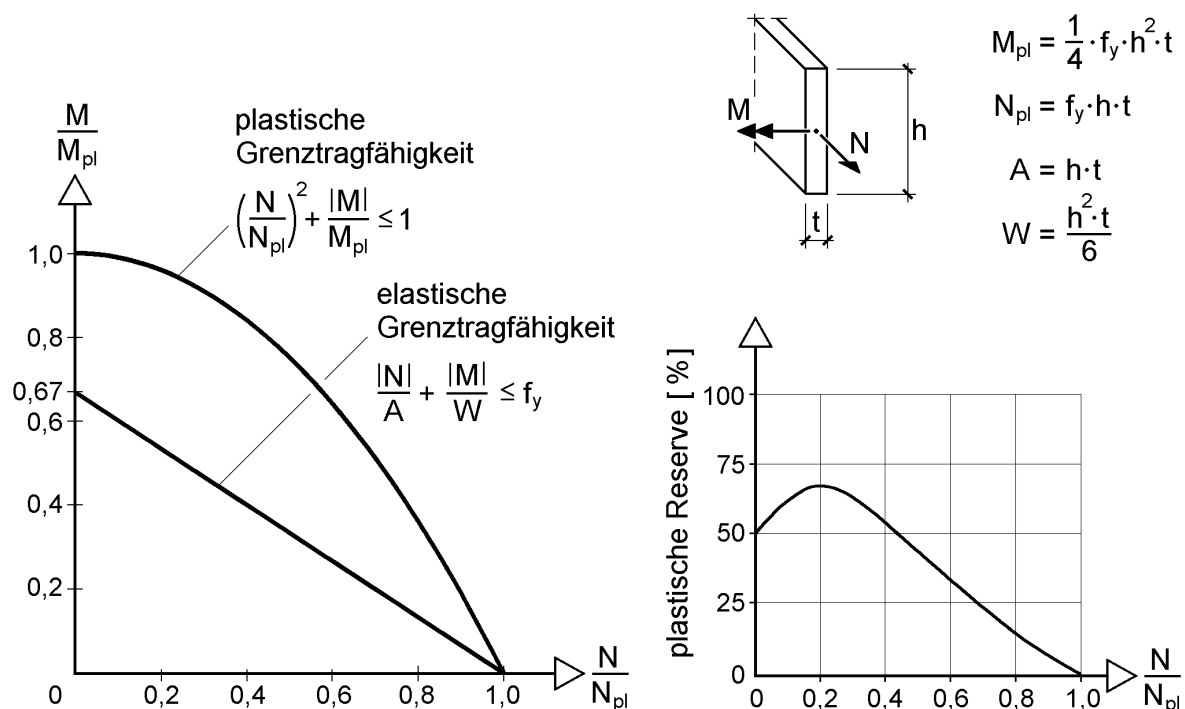 M/M_pl
plastische
Grenztragfähigkeit
(N/N_pl)² + |M|/M_pl ≤ 1
elastische
Grenztragfähigkeit
|N|/A + |M|/W ≤ f_y
1,0
0,8
0,67
0,6
0,4
0,2
0
0,2
0,4
0,6
0,8
1,0
N/N_pl
M
N
h
t
M_pl = 1/4·f_y·h²·t
N_pl = f_y·h·t
A = h·t
W = h²·t/6
plastische Reserve [ % ]
100
75
50
25
0
0
0,2
0,4
0,6
0,8
1,0
N/N_pl